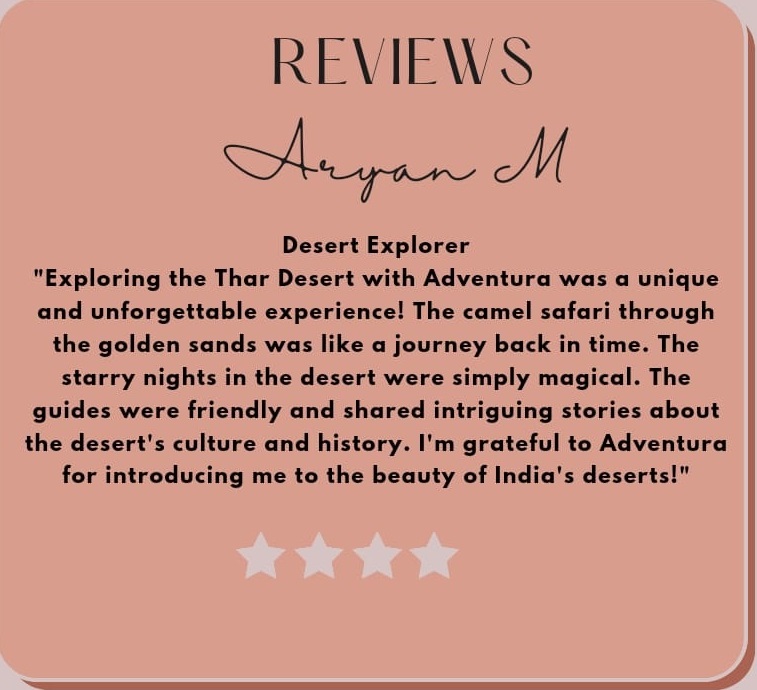 REVIEWS
Aryan M
Desert Explorer
"Exploring the Thar Desert with Adventura was a unique
and unforgettable experience! The camel safari through
the golden sands was like a journey back in time. The
starry nights in the desert were simply magical. The
guides were friendly and shared intriguing stories about
the desert's culture and history. I'm grateful to Adventura
for introducing me to the beauty of India's deserts!"